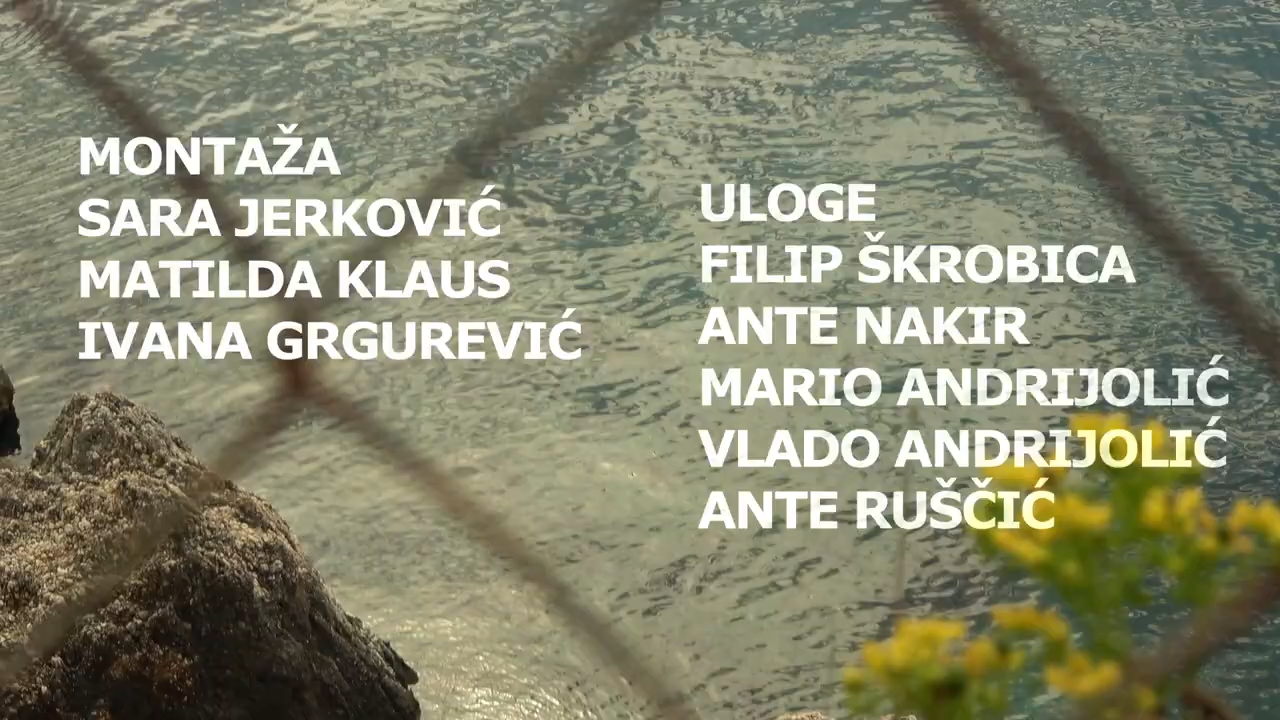 MONTAŽA
SARA JERKOVIĆ
MATILDA KLAUS
IVANA GRGUREVIĆ
ULOGE
FILIP ŠKROBICA
ANTE NAKIR
MARIO ANDRIJOLIĆ
VLADO ANDRIJOLIĆ
ANTE RUŠČIĆ